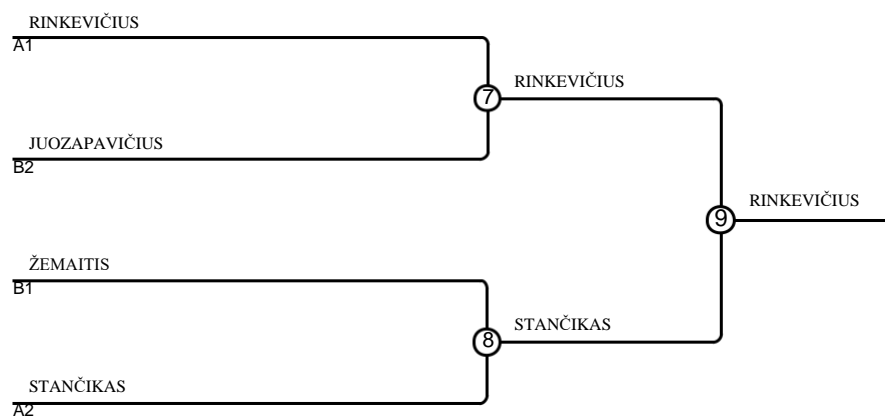 RINKEVIČIUS
A1
7
RINKEVIČIUS
JUOZAPAVIČIUS
B2
9
RINKEVIČIUS
ŽEMAITIS
B1
8
STANČIKAS
STANČIKAS
A2